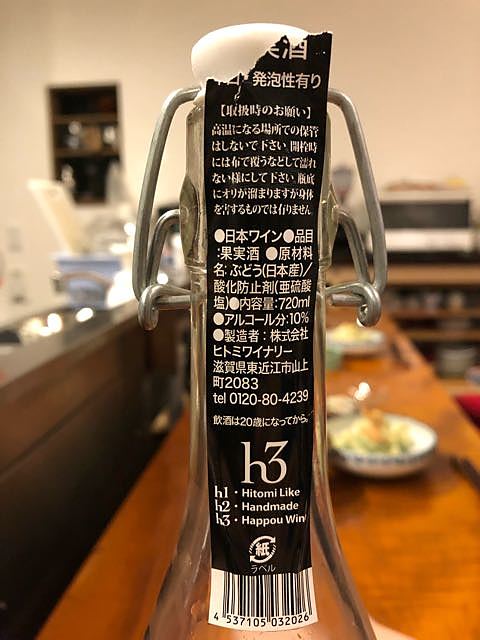 実酒
発泡性有り
【取扱時のお願い】
高温になる場所での保管
はしないで下さい。開栓時
には布で覆うなどして濡れ
ない様にして下さい。瓶底
にオリが溜まりますが身体
を害するものでは有りません
●日本ワイン●品目
:果実酒 ●原材料
名:ぶどう(日本産)/
酸化防止剤(亜硫酸
塩)●内容量:720ml
●アルコール分:10%
●製造者:株式会社
ヒトミワイナリー
滋賀県東近江市山上
町2083
tel 0120-80-4239
飲酒は20歳になってから。
h3
h1・Hitomi Like
h2・Handmade
h3・Happou Win
紙
ラベル
4 537105 032026